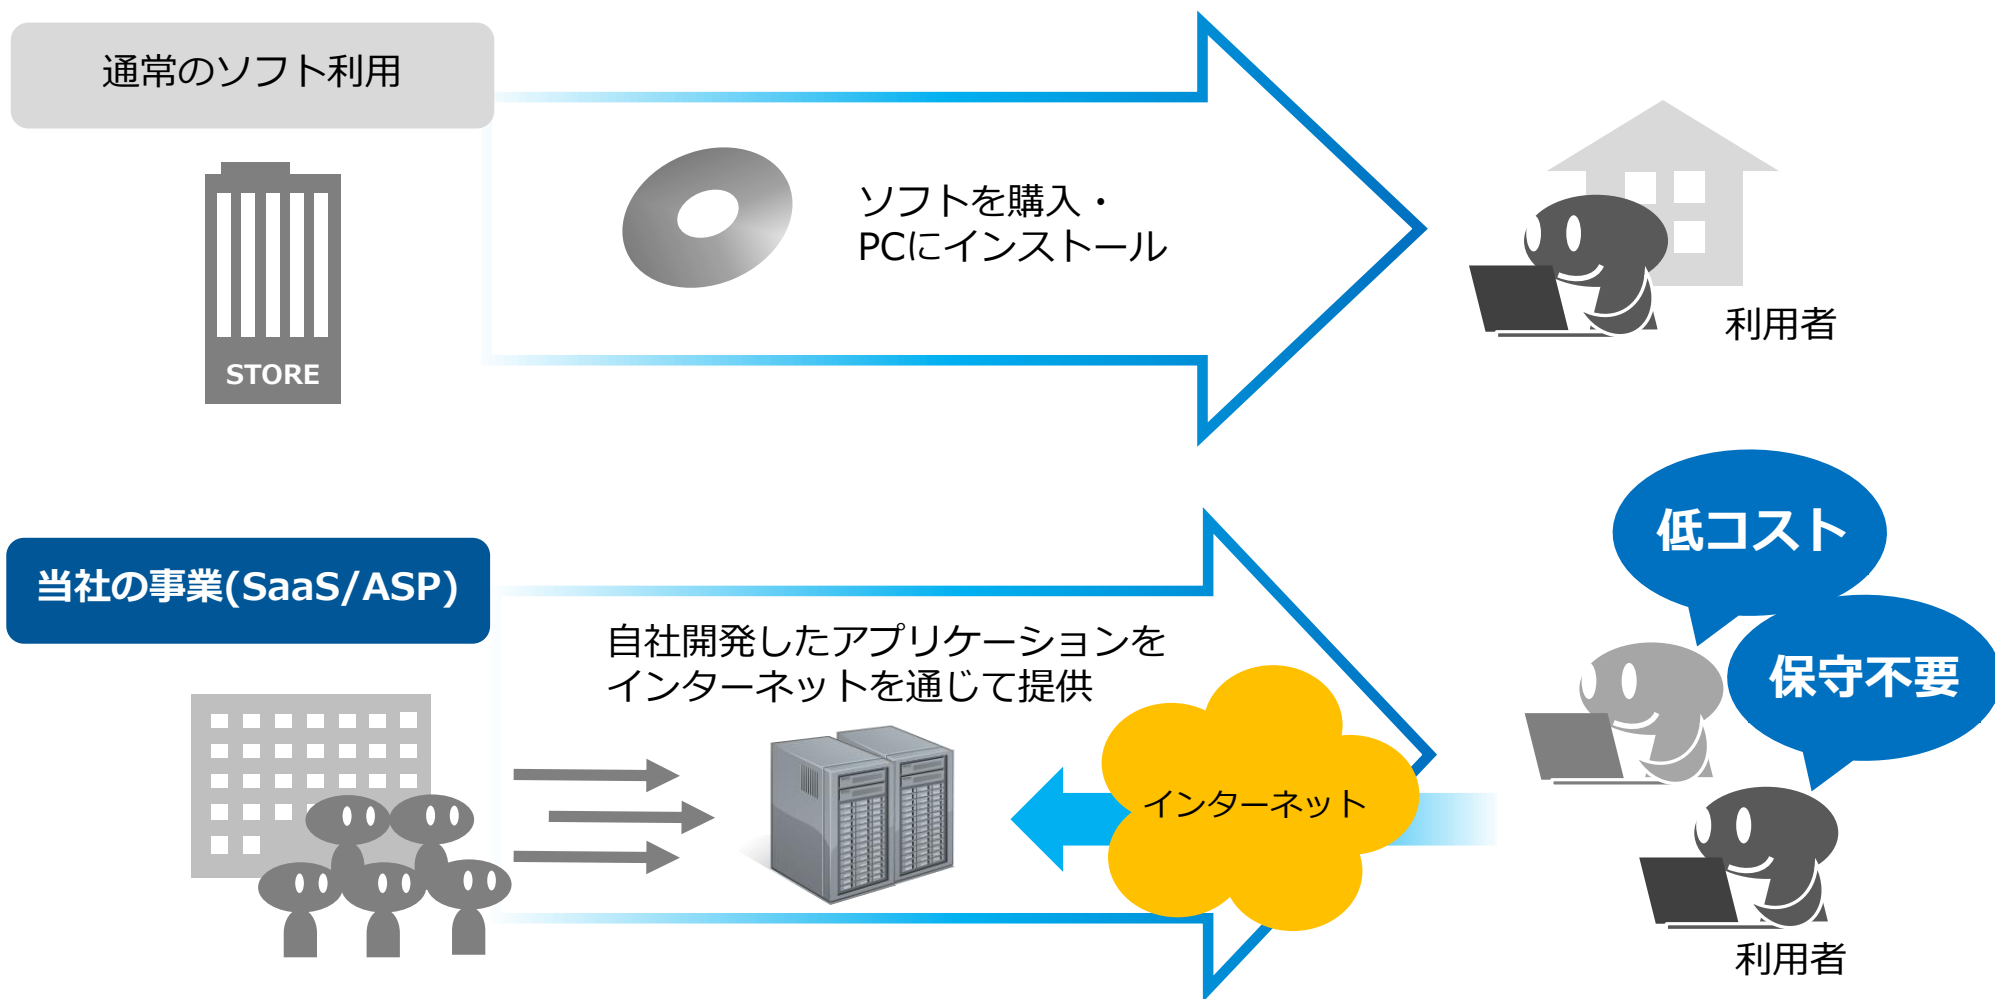 通常のソフト利用
ソフトを購入・
PCにインストール
STORE
利用者
低コスト
当社の事業(SaaS/ASP)
自社開発したアプリケーションを
インターネットを通じて提供
保守不要
インターネット
利用者